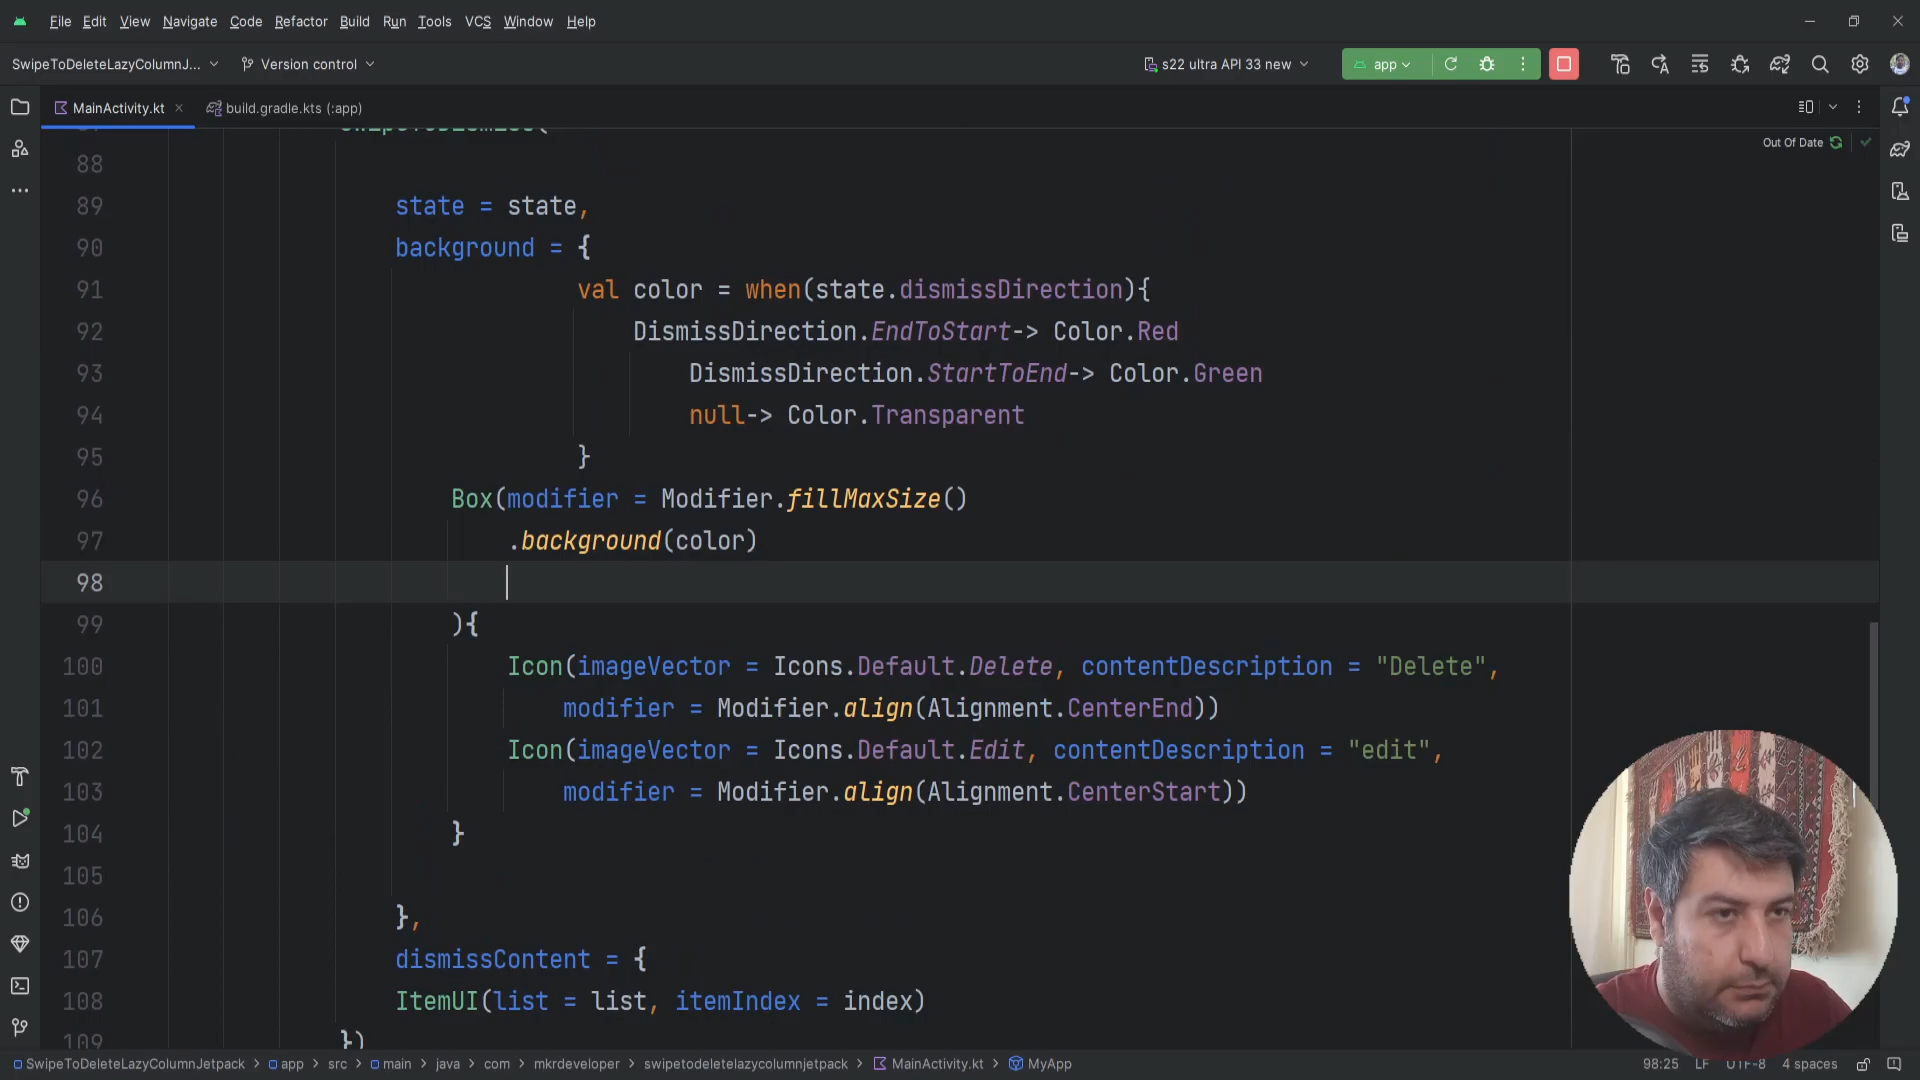 File Edit View Navigate Code Refactor Build Run Tools VCS Window Help
SwipeToDeleteLazyColumnJ... Version control s22 ultra API 33 new app
MainActivity.kt build.gradle.kts (:app)
SwipeToDismiss(
Out Of Date
88
89 state = state,
90 background = {
91 val color = when(state.dismissDirection){
92 DismissDirection.EndToStart-> Color.Red
93 DismissDirection.StartToEnd-> Color.Green
94 null-> Color.Transparent
95 }
96 Box(modifier = Modifier.fillMaxSize()
97 .background(color)
98
99 ){
100 Icon(imageVector = Icons.Default.Delete, contentDescription = "Delete",
101 modifier = Modifier.align(Alignment.CenterEnd))
102 Icon(imageVector = Icons.Default.Edit, contentDescription = "edit",
103 modifier = Modifier.align(Alignment.CenterStart))
104 }
105
106 },
107 dismissContent = {
108 ItemUI(list = list, itemIndex = index)
109 })
SwipeToDeleteLazyColumnJetpack > app > src > main > java > com > mkrdeveloper > swipetodeletelazycolumnjetpack > MainActivity.kt > MyApp 98:25 LF UTF-8 4 spaces